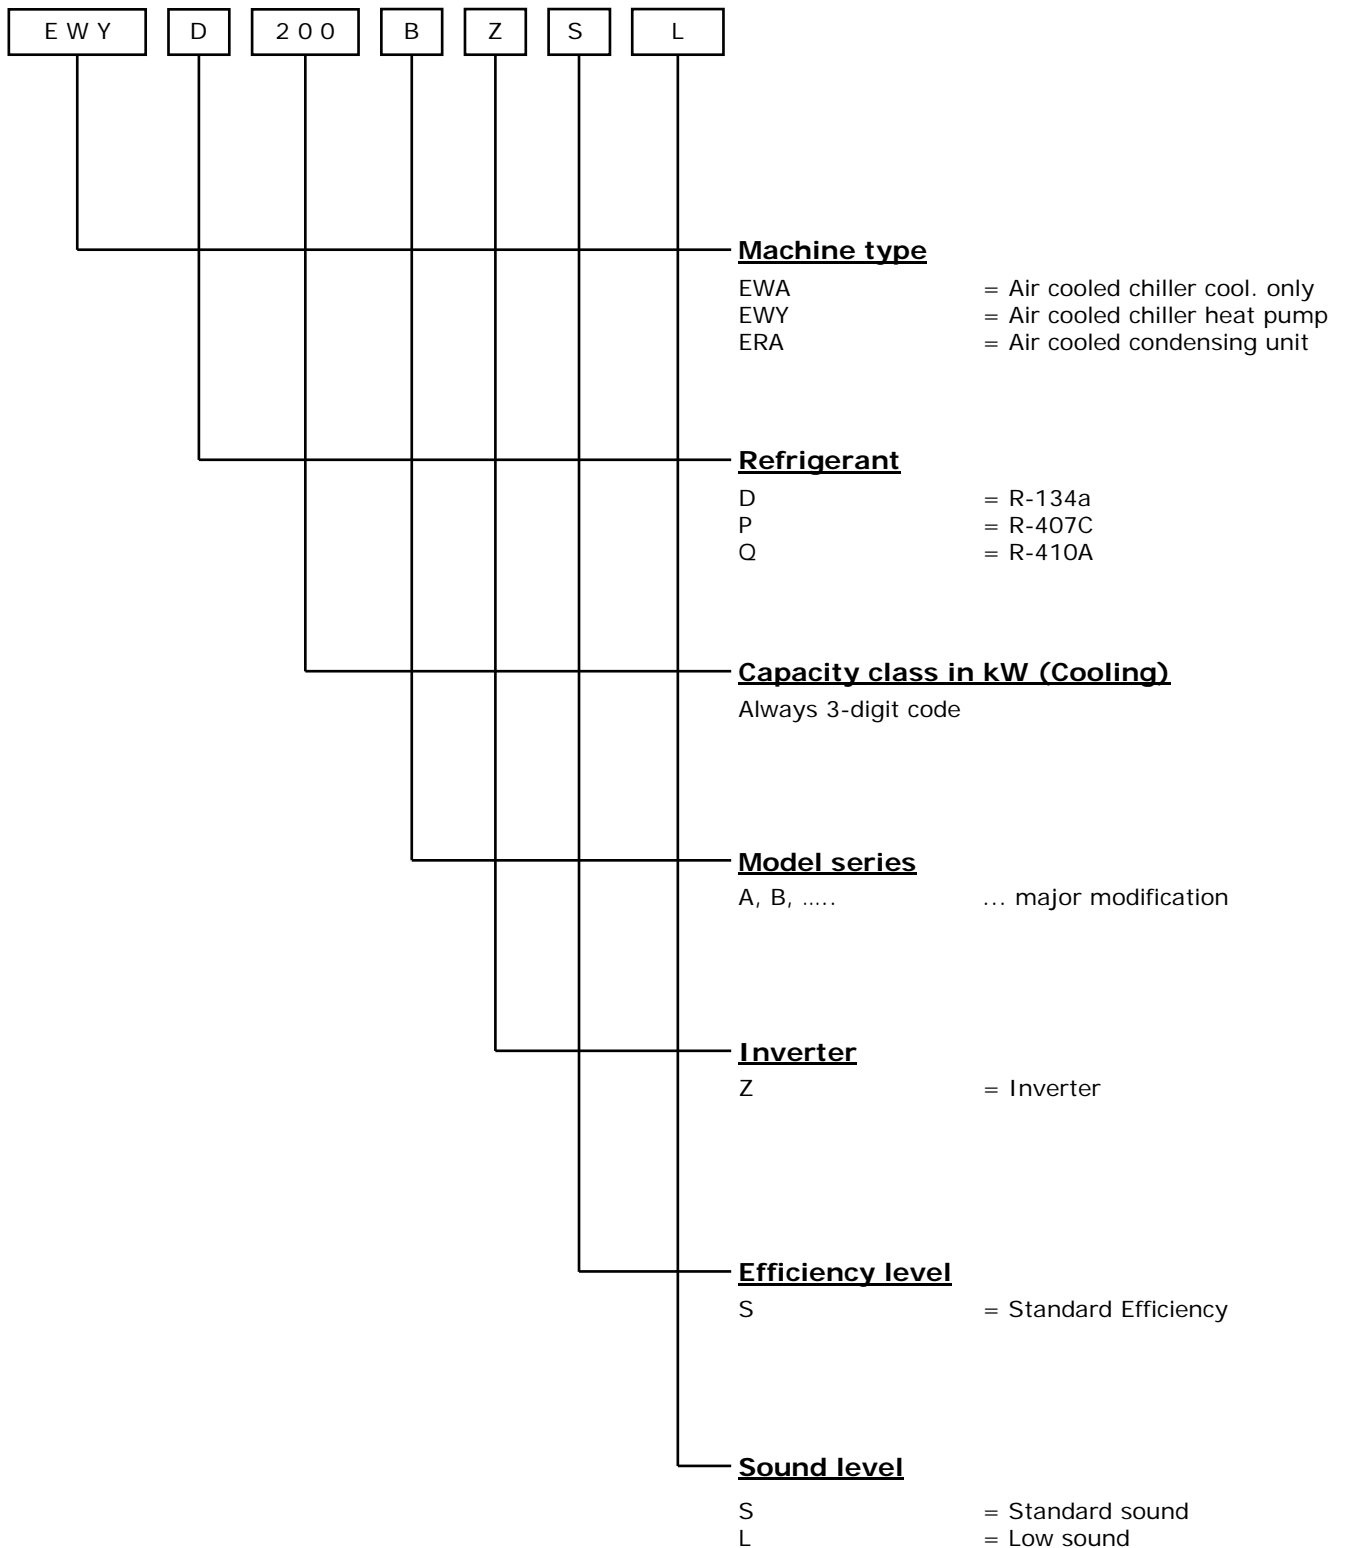 E W Y D 2 0 0 B Z S L
Machine type
EWA = Air cooled chiller cool. only
EWY = Air cooled chiller heat pump
ERA = Air cooled condensing unit
Refrigerant
D = R-134a
P = R-407C
Q = R-410A
Capacity class in kW (Cooling)
Always 3-digit code
Model series
A, B, ….. … major modification
Inverter
Z = Inverter
Efficiency level
S = Standard Efficiency
Sound level
S = Standard sound
L = Low sound